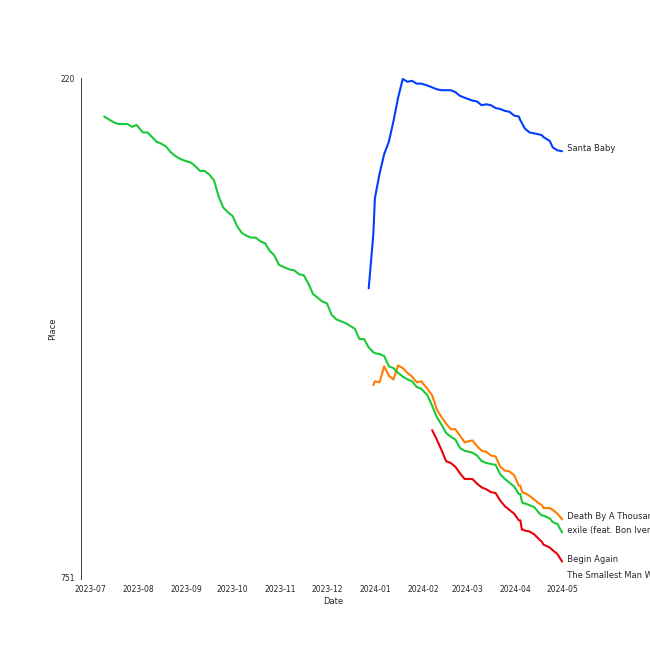 220
Santa Baby
Place
Death By A
exile (feat. Bon Iver
Begin Again
The Smallest Man
751
2023-07 2023-08 2023-09 2023-10 2023-11 2023-12 2024-01 2024-02 2024-03 2024-04 2024-05
Date